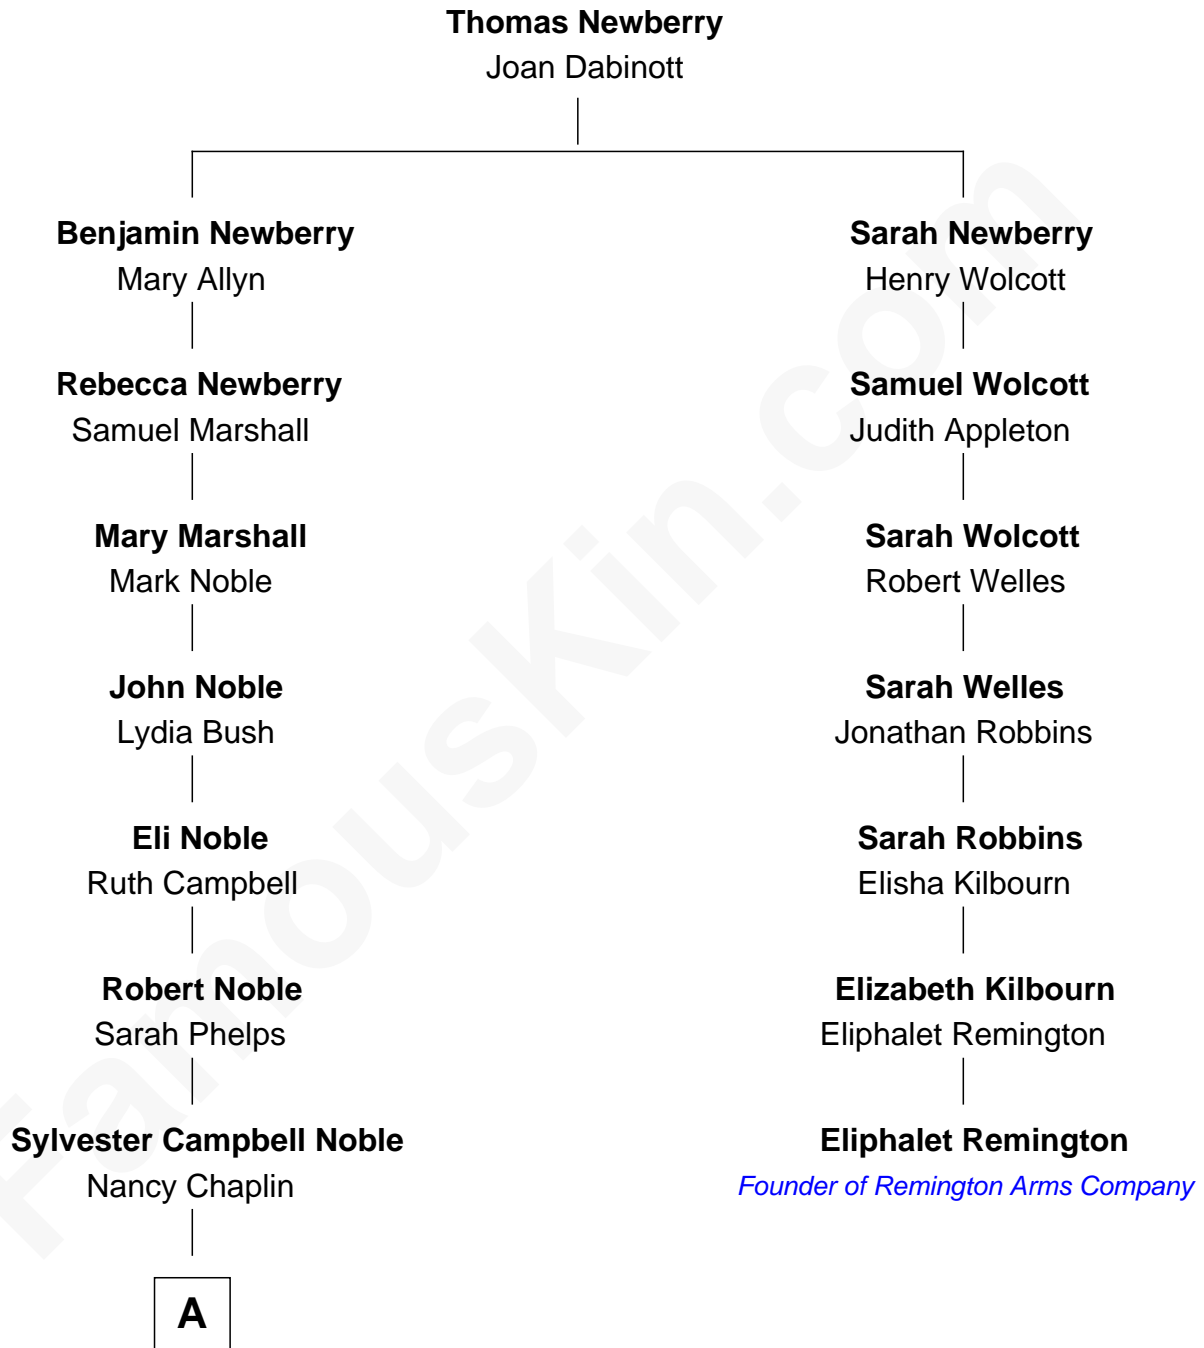 Thomas Newberry
Joan Dabinott
Benjamin Newberry
Mary Allyn
Rebecca Newberry
Samuel Marshall
Mary Marshall
Mark Noble
John Noble
Lydia Bush
Eli Noble
Ruth Campbell
Robert Noble
Sarah Phelps
Sylvester Campbell Noble
Nancy Chaplin
A
Sarah Newberry
Henry Wolcott
Samuel Wolcott
Judith Appleton
Sarah Wolcott
Robert Welles
Sarah Welles
Jonathan Robbins
Sarah Robbins
Elisha Kilbourn
Elizabeth Kilbourn
Eliphalet Remington
Eliphalet Remington
Founder of Remington Arms Company
FamousKin.com